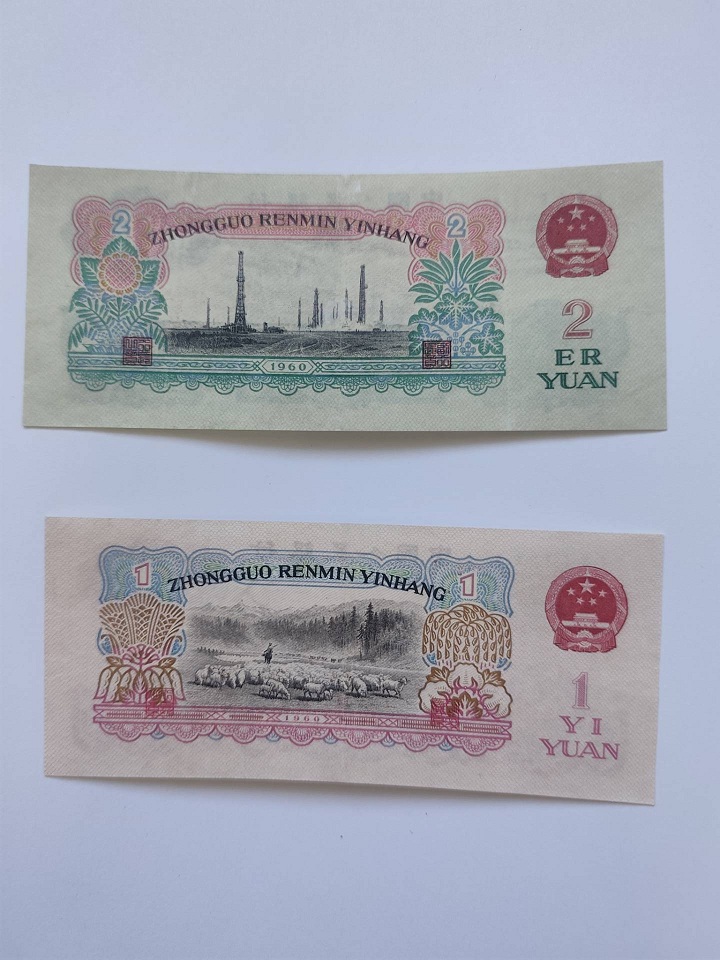 2 ZHONGGUO RENMIN YINHANG 2
1960
2
ER
YUAN
1 ZHONGGUO RENMIN YINHANG 1
1960
1
YI
YUAN